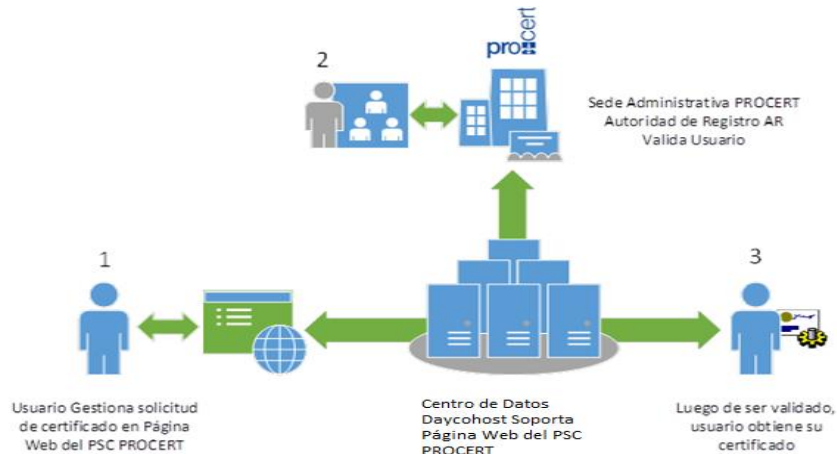 procert
2
Sede Administrativa PROCERT
Autoridad de Registro AR
Valida Usuario
1
3
Usuario Gestiona solicitud
de certificado en Página
Web del PSC PROCERT
Centro de Datos
Daycohost Soporta
Página Web del PSC
PROCERT
Luego de ser validado,
usuario obtiene su
certificado